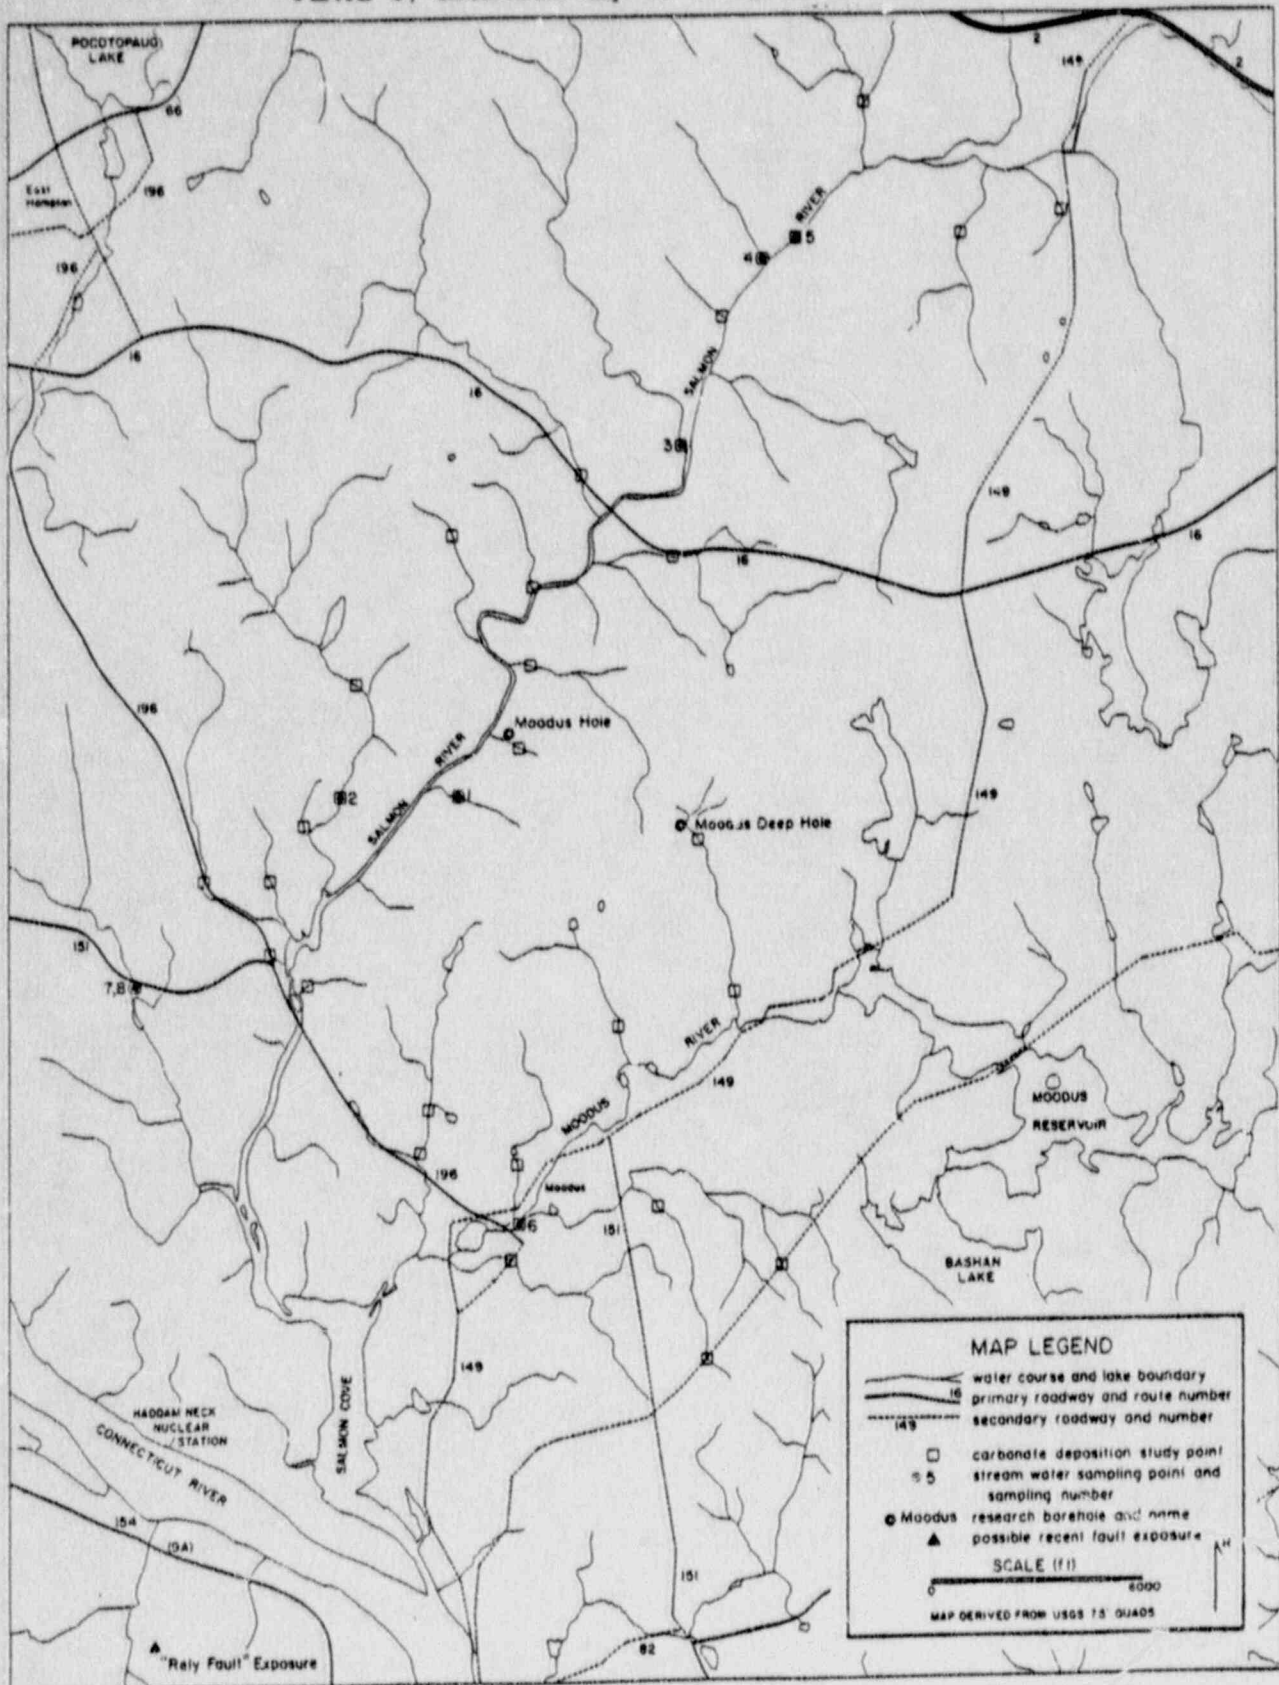 POCOTOPAUG
LAKE
2
2
149
66
East
Hampton
196
196
RIVER
5
4
SALMON
16
16
3
149
16
16
196
Moodus Hole
RIVER
SALMON
2
1
149
Moodus Deep Hole
151
7,8
RIVER
149
MOODUS
MOODUS
RESERVOIR
196
Moodus
6
151
BASHAN
LAKE
149
SALMON COVE
HADDAM NECK
NUCLEAR
STATION
CONNECTICUT RIVER
154
(9A)
151
82
"Raly Fault" Exposure
MAP LEGEND
water course and lake boundary
16 primary roadway and route number
149 secondary roadway and number
carbonate deposition study point
5 stream water sampling point and
sampling number
Moodus research borehole and name
possible recent fault exposure
N
SCALE (ft)
0 6000
MAP DERIVED FROM USGS 7.5' QUADS